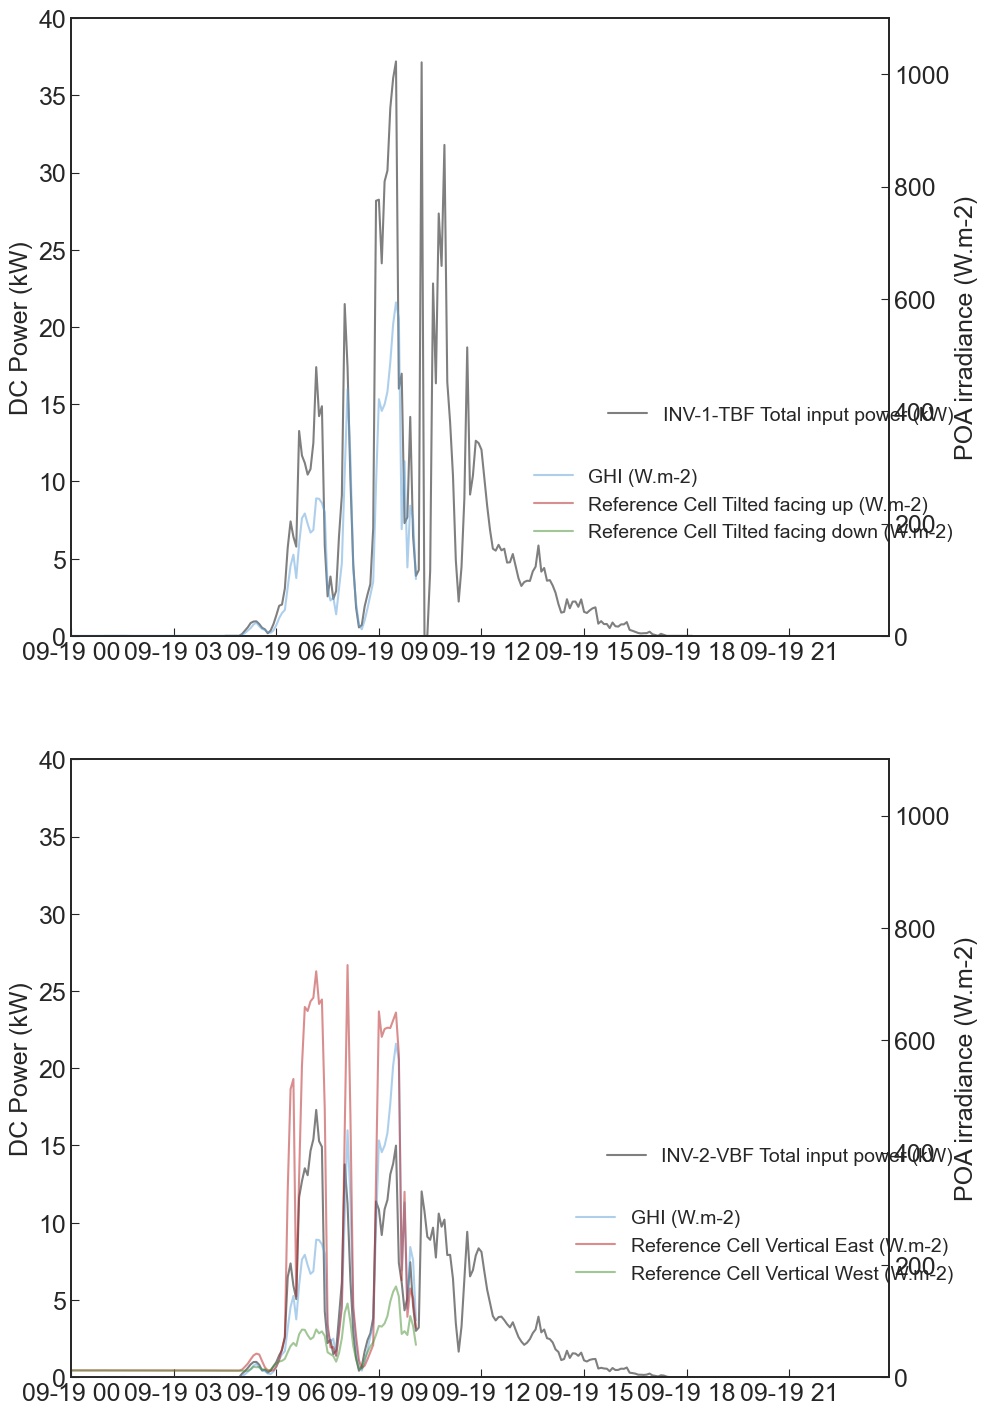 40
35
30
25
20
15
10
5
0
DC Power (kW)
1000
800
600
400
200
0
POA irradiance (W.m-2)
INV-1-TBF Total input power (kW)
GHI (W.m-2)
Reference Cell Tilted facing up (W.m-2)
Reference Cell Tilted facing down (W.m-2)
09-19 00 09-19 03 09-19 06 09-19 09 09-19 12 09-19 15 09-19 18 09-19 21
40
35
30
25
20
15
10
5
0
DC Power (kW)
1000
800
600
400
200
0
POA irradiance (W.m-2)
INV-2-VBF Total input power (kW)
GHI (W.m-2)
Reference Cell Vertical East (W.m-2)
Reference Cell Vertical West (W.m-2)
09-19 00 09-19 03 09-19 06 09-19 09 09-19 12 09-19 15 09-19 18 09-19 21